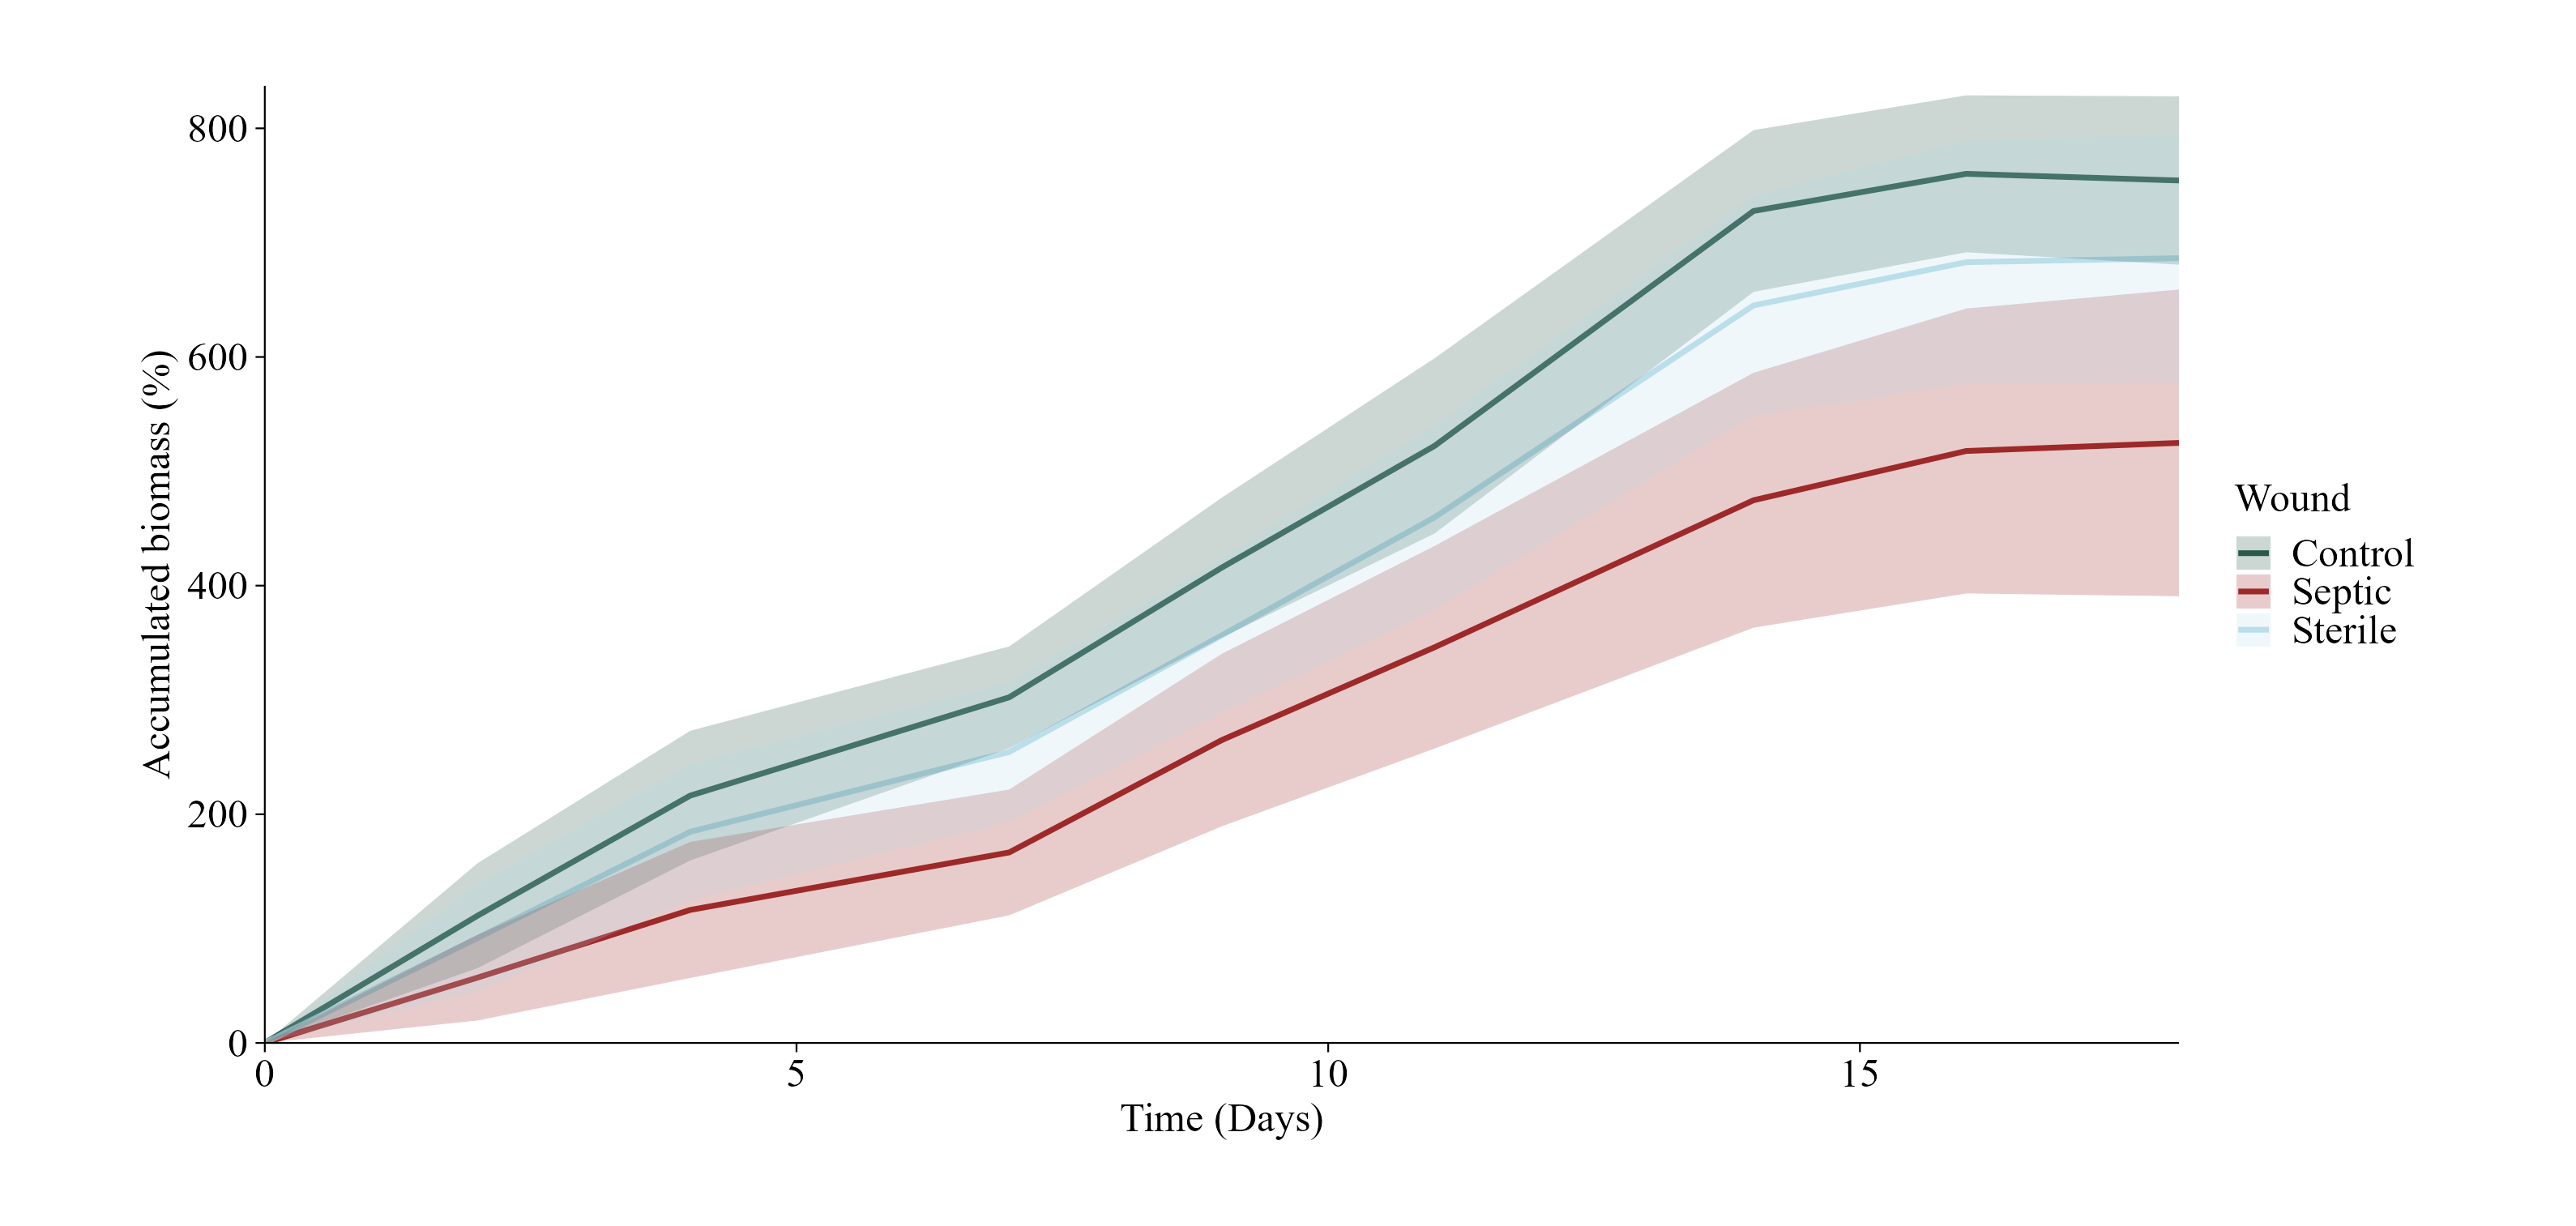 Accumulated biomass (%)
800
600
400
200
0
0 5 10 15
Time (Days)
Wound
Control
Septic
Sterile